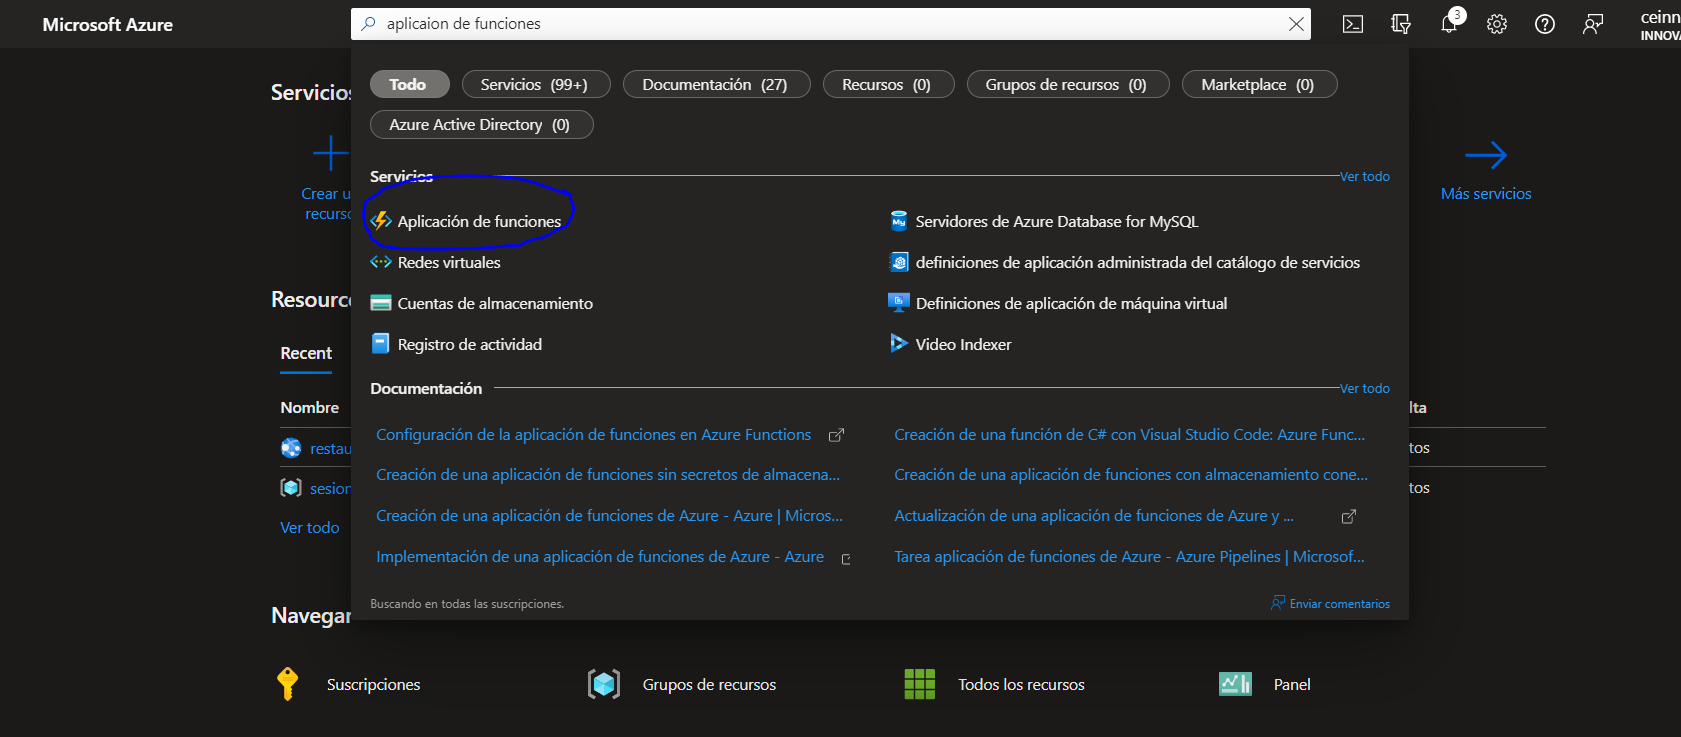 Microsoft Azure
aplicaion de funciones
3
ceinn
INNOVA
Todo
Servicios (99+)
Documentación (27)
Recursos (0)
Grupos de recursos (0)
Marketplace (0)
Azure Active Directory (0)
Servicios
Servicios
Ver todo
Crear u
recurso
Más servicios
Aplicación de funciones
Servidores de Azure Database for MySQL
Redes virtuales
definiciones de aplicación administrada del catálogo de servicios
Cuentas de almacenamiento
Definiciones de aplicación de máquina virtual
Registro de actividad
Video Indexer
Resource
Recent
Documentación
Ver todo
Nombre
lta
Configuración de la aplicación de funciones en Azure Functions
Creación de una función de C# con Visual Studio Code: Azure Func...
restau
tos
Creación de una aplicación de funciones sin secretos de almacena...
Creación de una aplicación de funciones con almacenamiento cone...
sesion
tos
Creación de una aplicación de funciones de Azure - Azure | Micros...
Actualización de una aplicación de funciones de Azure y ...
Ver todo
Implementación de una aplicación de funciones de Azure - Azure
Tarea aplicación de funciones de Azure - Azure Pipelines | Microsof...
Buscando en todas las suscripciones.
Enviar comentarios
Navegar
Suscripciones
Grupos de recursos
Todos los recursos
Panel